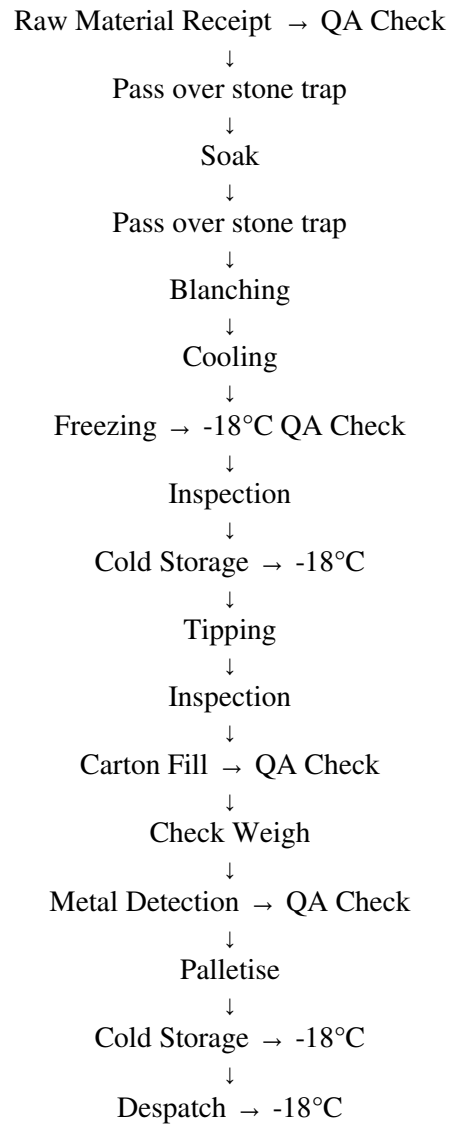 Raw Material Receipt → QA Check
↓
Pass over stone trap
↓
Soak
↓
Pass over stone trap
↓
Blanching
↓
Cooling
↓
Freezing → -18°C QA Check
↓
Inspection
↓
Cold Storage → -18°C
↓
Tipping
↓
Inspection
↓
Carton Fill → QA Check
↓
Check Weigh
↓
Metal Detection → QA Check
↓
Palletise
↓
Cold Storage → -18°C
↓
Despatch → -18°C